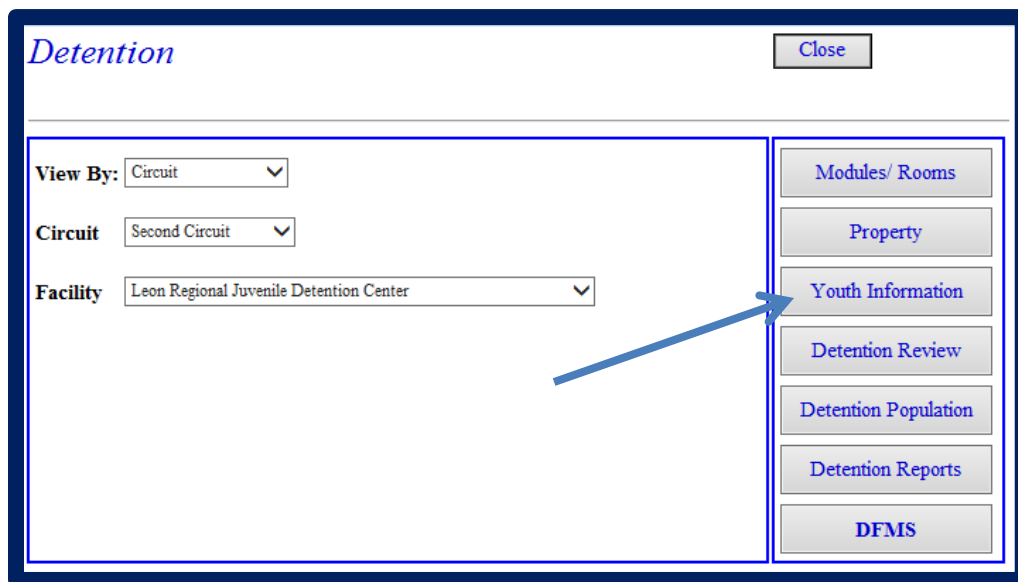 Detention
Close
View By: Circuit
Circuit Second Circuit
Facility Leon Regional Juvenile Detention Center
Modules/ Rooms
Property
Youth Information
Detention Review
Detention Population
Detention Reports
DFMS